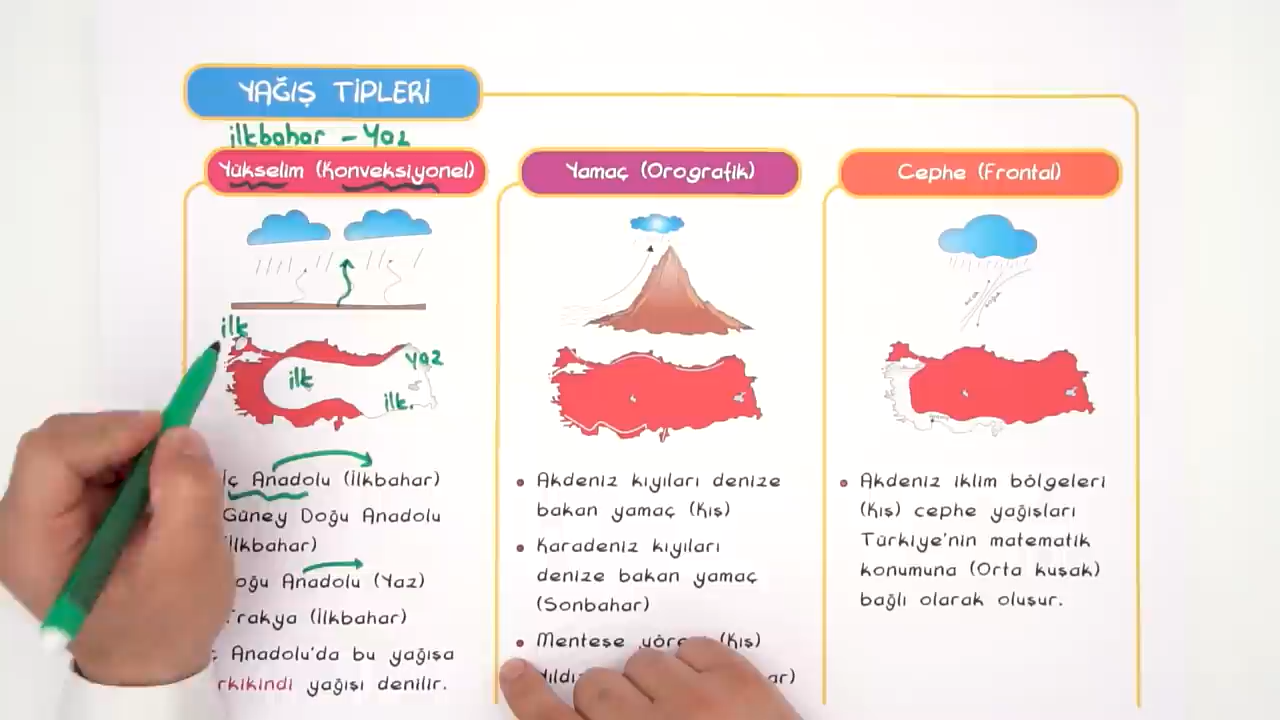 YAĞIŞ TİPLERİ
ilkbahar - Yaz
Yükselim (Konveksiyonel)
ilk
yaz
ilk
ilk.
Anadolu (İlkbahar)
Güney Doğu Anadolu
(İlkbahar)
Anadolu (Yaz)
Trakya (İlkbahar)
Anadolu'da bu yağışa
yağışı denilir.
Yamaç (Orografik)
• Akdeniz kıyıları denize
bakan yamaç (Kış)
• Karadeniz kıyıları
denize bakan yamaç
(Sonbahar)
• Menteşe (Kış)
Cephe (Frontal)
• Akdeniz iklim bölgeleri
(Kış) cephe yağışları
Türkiye'nin matematik
konumuna (Orta kuşak)
bağlı olarak oluşur.